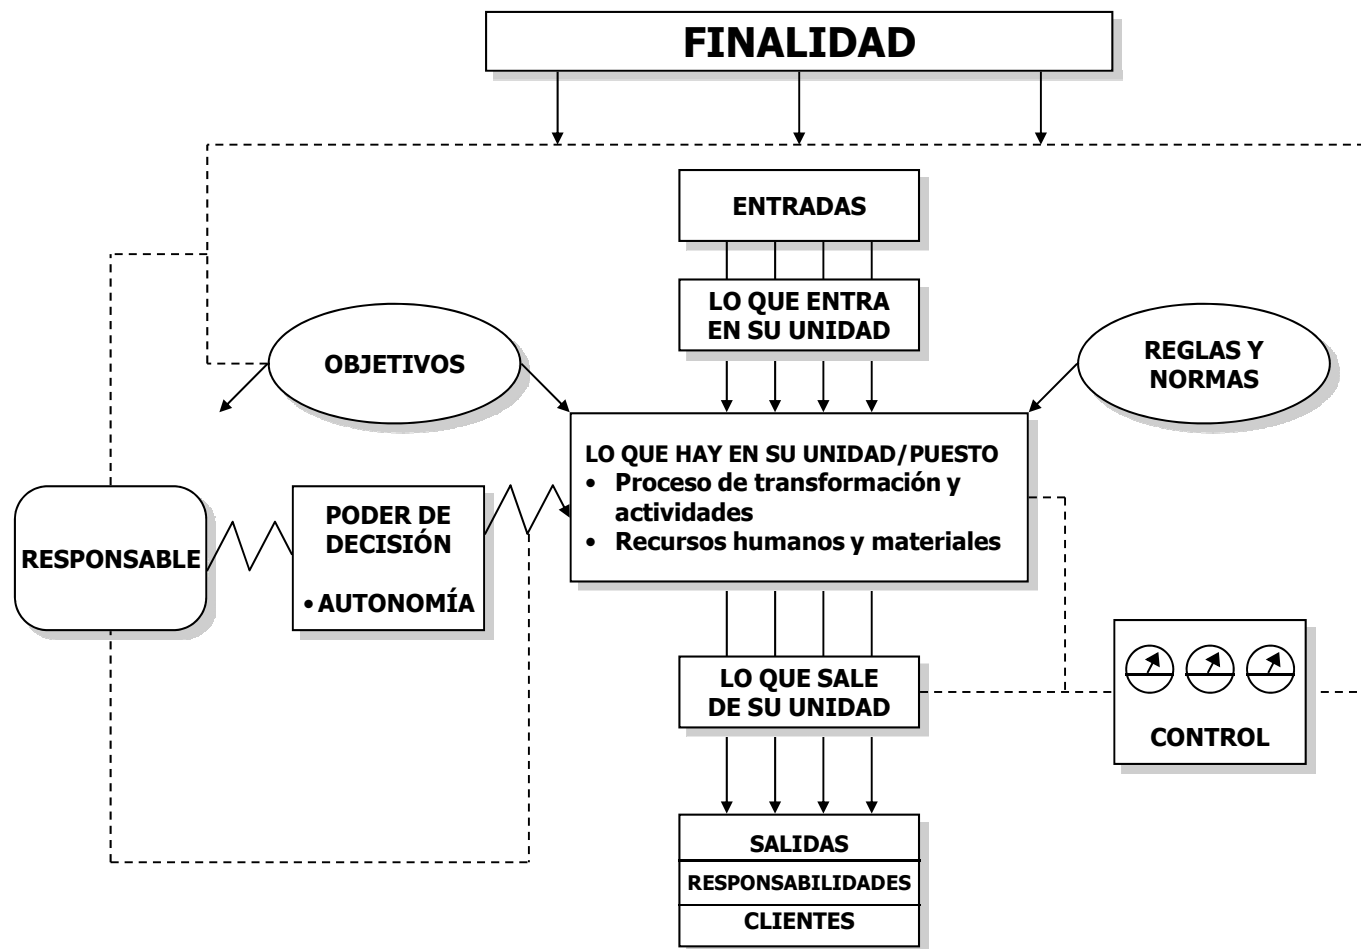 FINALIDAD
ENTRADAS
LO QUE ENTRA
EN SU UNIDAD
OBJETIVOS
REGLAS Y
NORMAS
LO QUE HAY EN SU UNIDAD/PUESTO
• Proceso de transformación y
actividades
• Recursos humanos y materiales
RESPONSABLE
PODER DE
DECISIÓN
• AUTONOMÍA
LO QUE SALE
DE SU UNIDAD
CONTROL
SALIDAS
RESPONSABILIDADES
CLIENTES